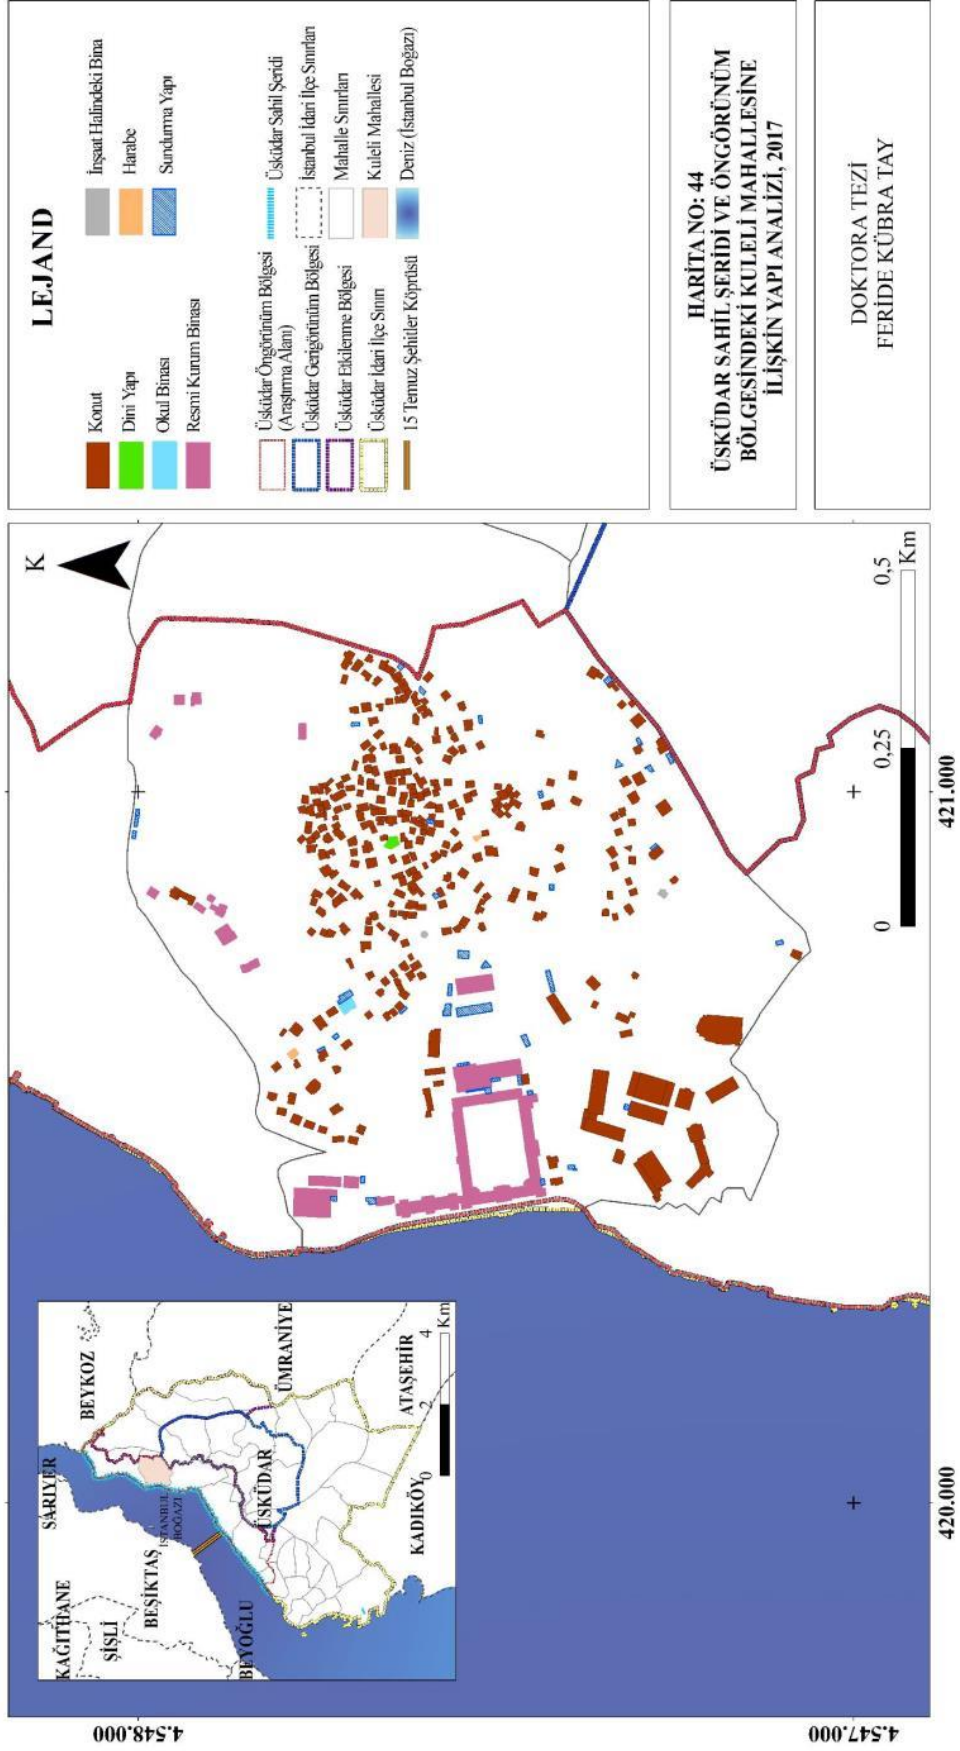 LEJAND
Konut
Dini Yapı
Okul Binası
Resmi Kurum Binası
İnşaat Halindeki Bina
Harabe
Sundurma Yapı
Üsküdar Öngörünüm Bölgesi
(Araştırma Alanı)
Üsküdar Gerigörünüm Bölgesi
Üsküdar Etkilenme Bölgesi
Üsküdar İdari İlçe Sınırı
15 Temuz Şehitler Köprüsü
Üsküdar Sahil Şeridi
İstanbul İdari İlçe Sınırları
Mahalle Sınırları
Kuleli Mahallesi
Deniz (İstanbul Boğazı)
HARİTA NO: 44
ÜSKÜDAR SAHİL ŞERİDİ VE ÖNGÖRÜNÜM
BÖLGESİNDEKİ KULELİ MAHALLESİNE
İLİŞKİN YAPI ANALİZİ, 2017
DOKTORA TEZİ
FERİDE KÜBRA TAY
K
0 0,25 0,5
Km
421.000
420.000
4.548.000
4.547.000
SARIYER
BEYKOZ
KAĞITHANE
ŞİŞLİ
BEŞİKTAŞ
İSTANBUL
BOĞAZI
BEYOĞLU
ÜSKÜDAR
ÜMRANİYE
ATAŞEHİR
KADIKÖY
0 2 4
Km